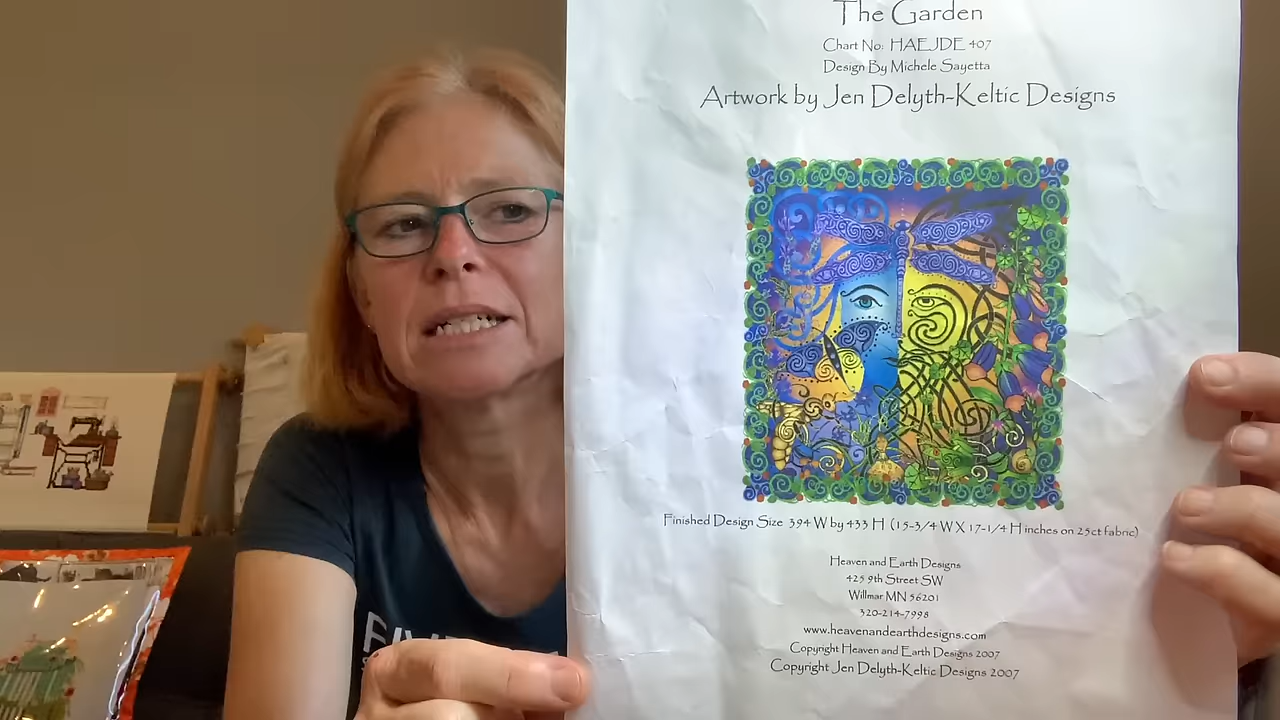 The Garden
Chart No: HAEJDE 407
Design By Michele Sayetta
Artwork by Jen Delyth-Keltic Designs
Finished Design Size 394 W by 433 H (15-3/4 W X 17-1/4 H inches on 25ct fabric)
Heaven and Earth Designs
425 9th Street SW
Willmar MN 56201
320-214-7998
www.heavenandearthdesigns.com
Copyright Heaven and Earth Designs 2007
Copyright Jen Delyth-Keltic Designs 2007